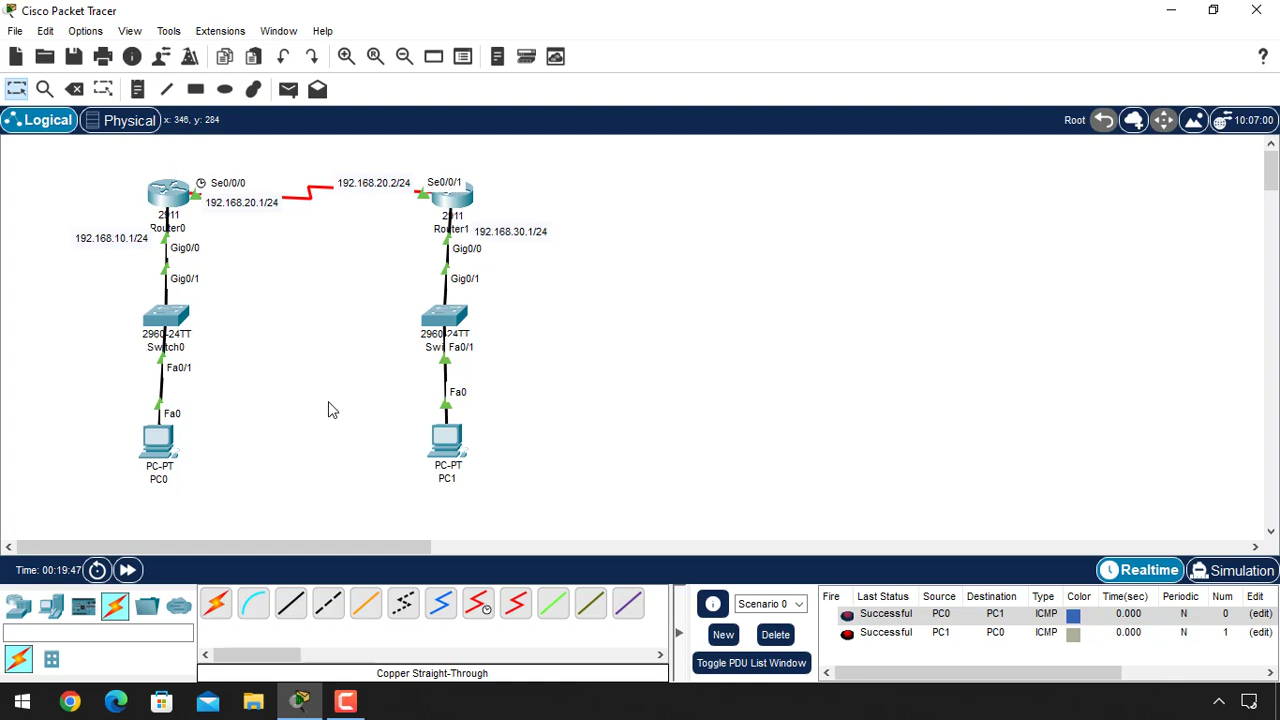 Cisco Packet Tracer
File Edit Options View Tools Extensions Window Help
Logical Physical x: 346, y: 284 Root 10:07:00
Se0/0/0 192.168.20.2/24 Se0/0/1
192.168.20.1/24
2911 2911
Router0 Router1 192.168.30.1/24
192.168.10.1/24
Gig0/0 Gig0/0
Gig0/1 Gig0/1
2960-24TT 2960-24TT
Switch0 Fa0/1
Fa0/1
Fa0
Fa0
PC-PT PC-PT
PC0 PC1
Time: 00:19:47 Realtime Simulation
Scenario 0 Fire Last Status Source Destination Type Color Time(sec) Periodic Num Edit
Successful PC0 PC1 ICMP 0.000 N 0 (edit)
New Delete Successful PC1 PC0 ICMP 0.000 N 1 (edit)
Toggle PDU List Window
Copper Straight-Through